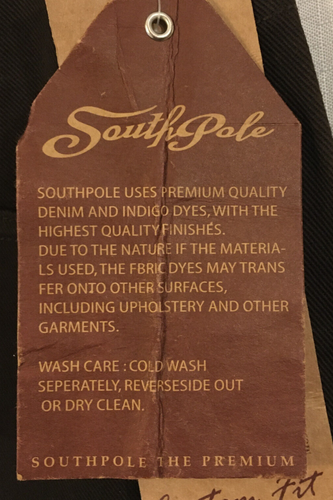 SouthPole
SOUTHPOLE USES PREMIUM QUALITY
DENIM AND INDIGO DYES, WITH THE
HIGHEST QUALITY FINISHES.
DUE TO THE NATURE IF THE MATERIA-
LS USED, THE FBRIC DYES MAY TRANS
FER ONTO OTHER SURFACES,
INCLUDING UPHOLSTERY AND OTHER
GARMENTS.
WASH CARE : COLD WASH
SEPERATELY, REVERSESIDE OUT
OR DRY CLEAN.
SOUTHPOLE THE PREMIUM
Fit